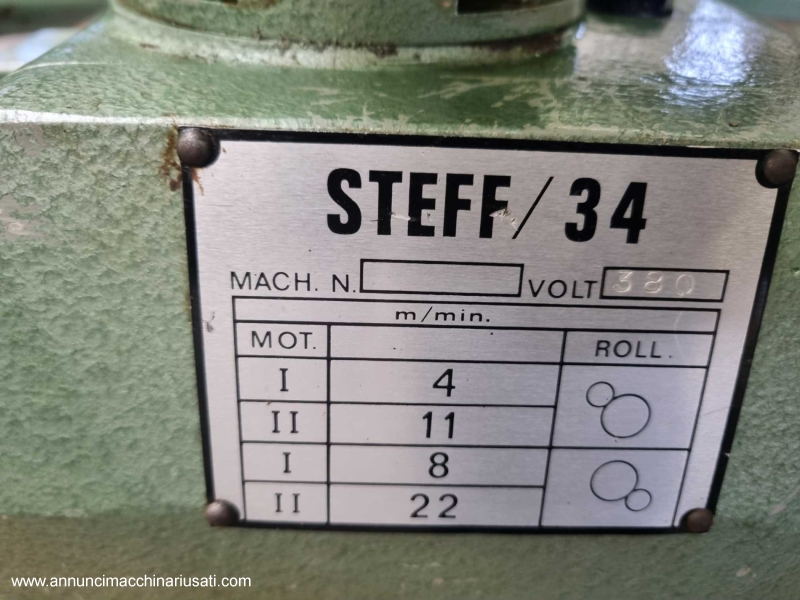 STEFF/34
MACH. N. VOLT 380
m/min.
MOT. ROLL.
I 4
II 11
I 8
II 22
www.annuncimacchinariusati.com